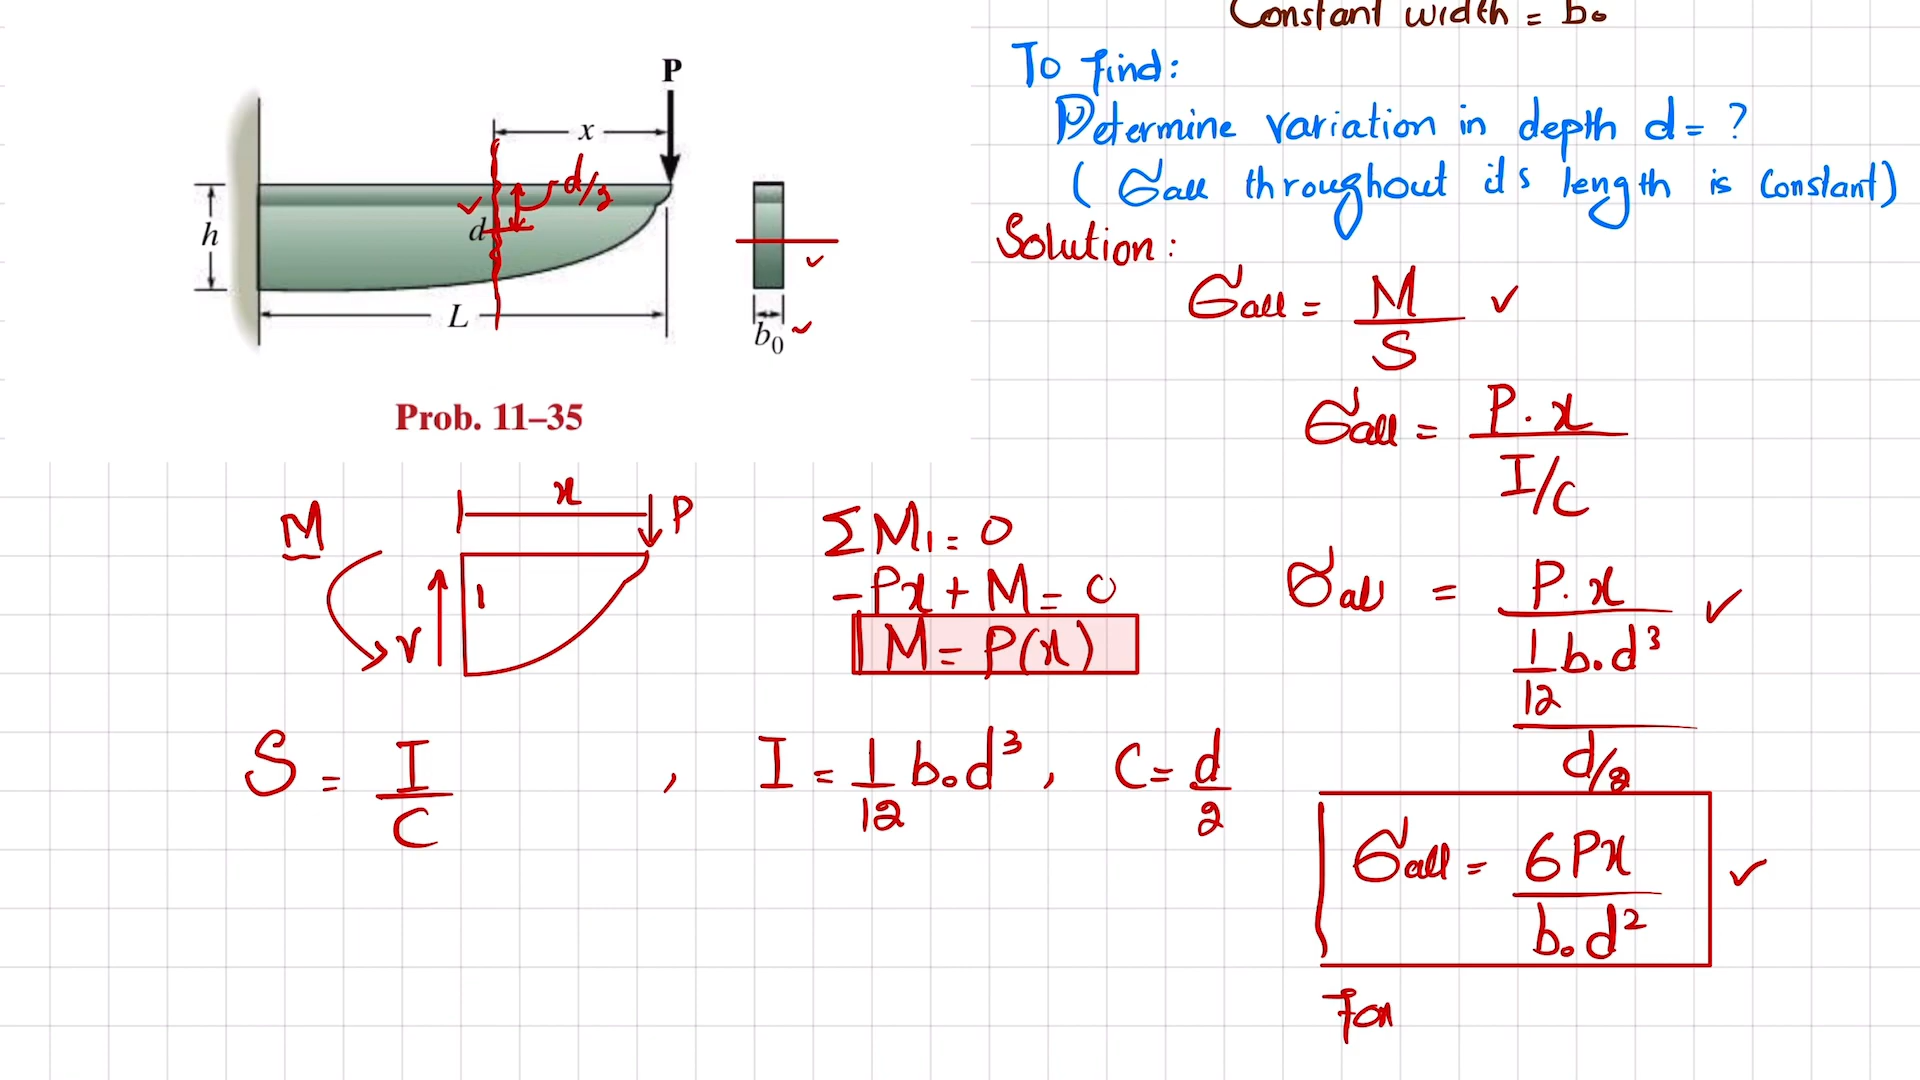 Constant width = b₀
To find:
Determine variation in depth d = ?
(σall throughout its length is constant)
Solution:
σall = M/S
σall = P·x / I/C
σall = P·x / (1/12 b₀d³ / d/2)
σall = 6Px / b₀d²
For
P
x
d/2
d
h
L
b₀
Prob. 11–35
x
P
M
1
V
ΣM₁ = 0
-Px + M = 0
M = P(x)
S = I/C , I = 1/12 b₀d³, C = d/2